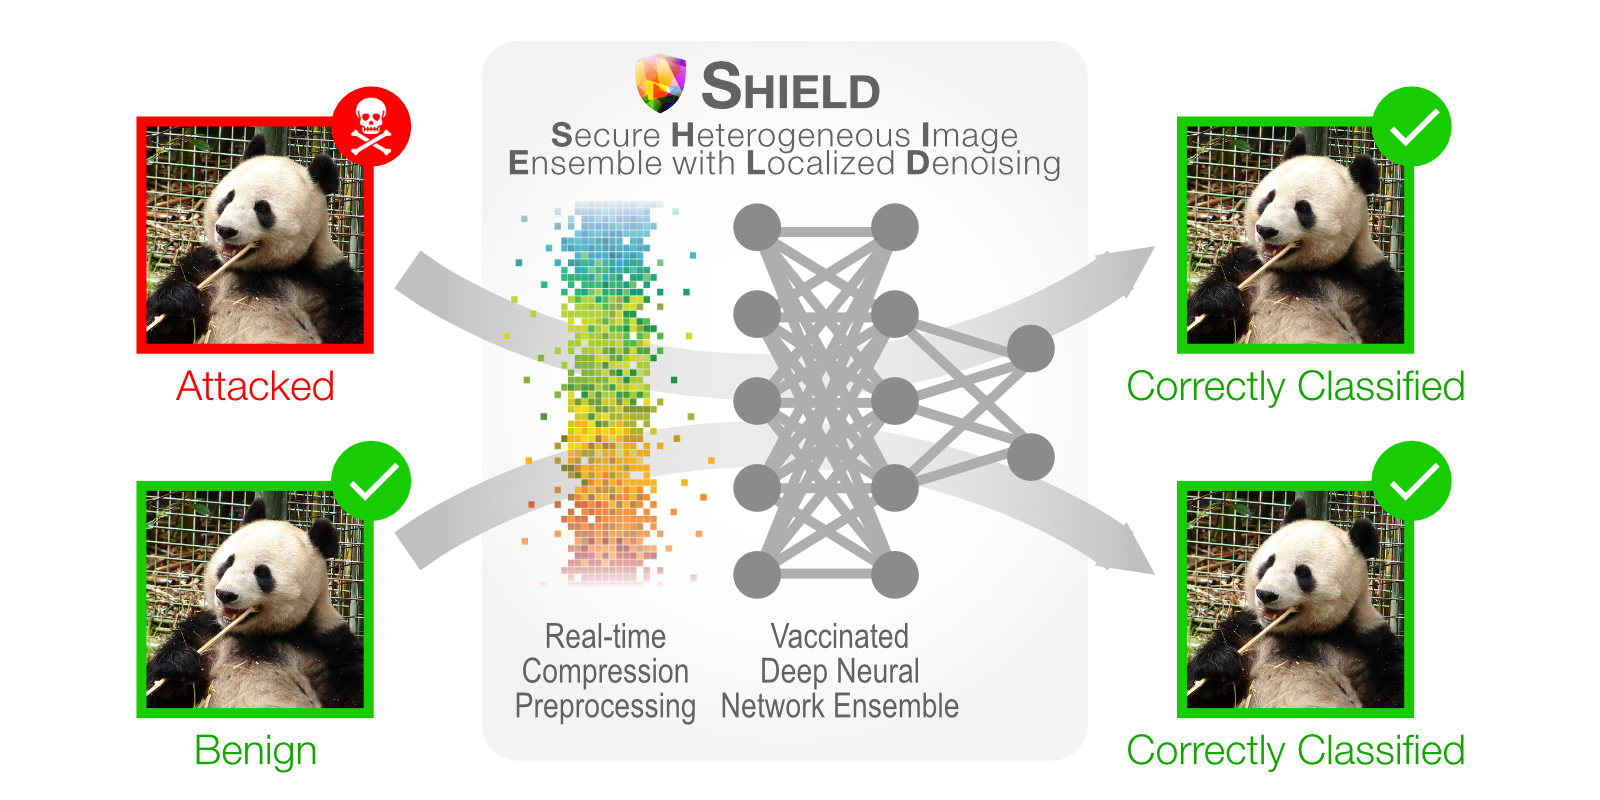 SHIELD
Secure Heterogeneous Image
Ensemble with Localized Denoising
Attacked
Correctly Classified
Real-time
Compression
Preprocessing
Vaccinated
Deep Neural
Network Ensemble
Benign
Correctly Classified